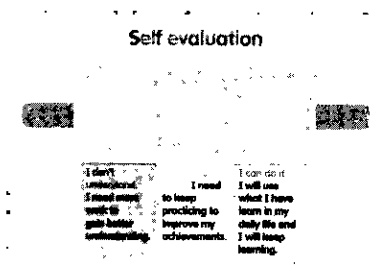 Self evaluation
I don't
understand.
I need more
work to
gain better
understanding.
I need
to keep
practicing to
improve my
achievements.
I can do it
I will use
what I have
learn in my
daily life and
I will keep
learning.